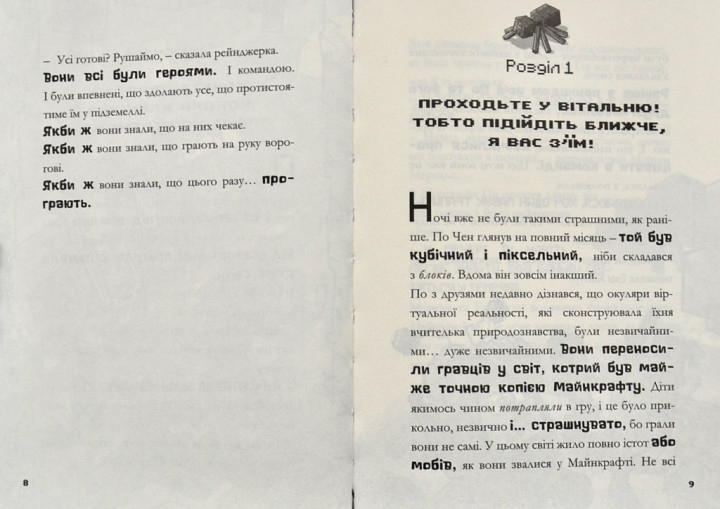 – Усі готові? Рушаймо, – сказала рейнджерка.
Вони всі були героями. І командою.
І були впевнені, що здолають усе, що протистоя-
тиме їм у підземеллі.
Якби ж вони знали, що на них чекає.
Якби ж вони знали, що грають на руку воро-
гові.
Якби ж вони знали, що цього разу… про-
грають.
8
Розділ 1
ПРОХОДЬТЕ У ВІТАЛЬНЮ!
ТОБТО ПІДІЙДІТЬ БЛИЖЧЕ,
Я ВАС З’ЇМ!
Ночі вже не були такими страшними, як рані-
ше. По Чен глянув на повний місяць – той був
кубічний і піксельний, ніби складався
з блоків. Вдома він зовсім інакший.
По з друзями недавно дізнався, що окуляри вір-
туальної реальності, які сконструювала їхня
вчителька природознавства, були незвичайни-
ми… дуже незвичайними. Вони переноси-
ли гравців у світ, котрий був май-
же точною копією Майнкрафту. Діти
якимось чином потрапляли в гру, і це було при-
кольно, незвично і… страшнувато, бо грали
вони не самі. У цьому світі жило повно істот або
мобів, як вони звалися у Майнкрафті. Не всі
9